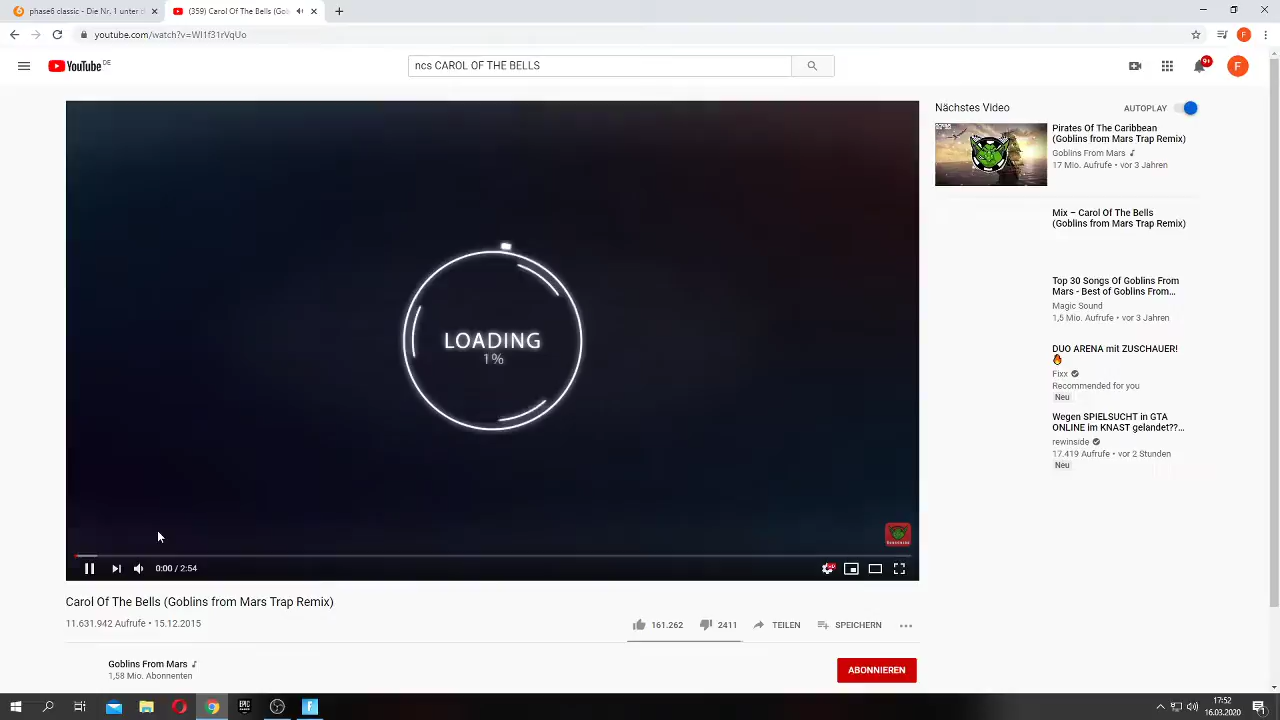 phase6 classic - Die Nr. 1 unter d
(359) Carol Of The Bells (Gob
youtube.com/watch?v=WI1f31rVqUo
F
YouTube DE
ncs CAROL OF THE BELLS
9+
F
LOADING
1%
0:00 / 2:54
Carol Of The Bells (Goblins from Mars Trap Remix)
11.631.942 Aufrufe • 15.12.2015
161.262
2411
TEILEN
SPEICHERN
Goblins From Mars
1,58 Mio. Abonnenten
ABONNIEREN
Nächstes Video
AUTOPLAY
Pirates Of The Caribbean
(Goblins from Mars Trap Remix)
Goblins From Mars
17 Mio. Aufrufe • vor 3 Jahren
Mix – Carol Of The Bells
(Goblins from Mars Trap Remix)
Top 30 Songs Of Goblins From
Mars - Best of Goblins From...
Magic Sound
1,5 Mio. Aufrufe • vor 3 Jahren
DUO ARENA mit ZUSCHAUER!
Fixx
Recommended for you
Neu
Wegen SPIELSUCHT in GTA
ONLINE im KNAST gelandet??...
rewinside
17.419 Aufrufe • vor 2 Stunden
Neu
EPIC
17:52
16.03.2020